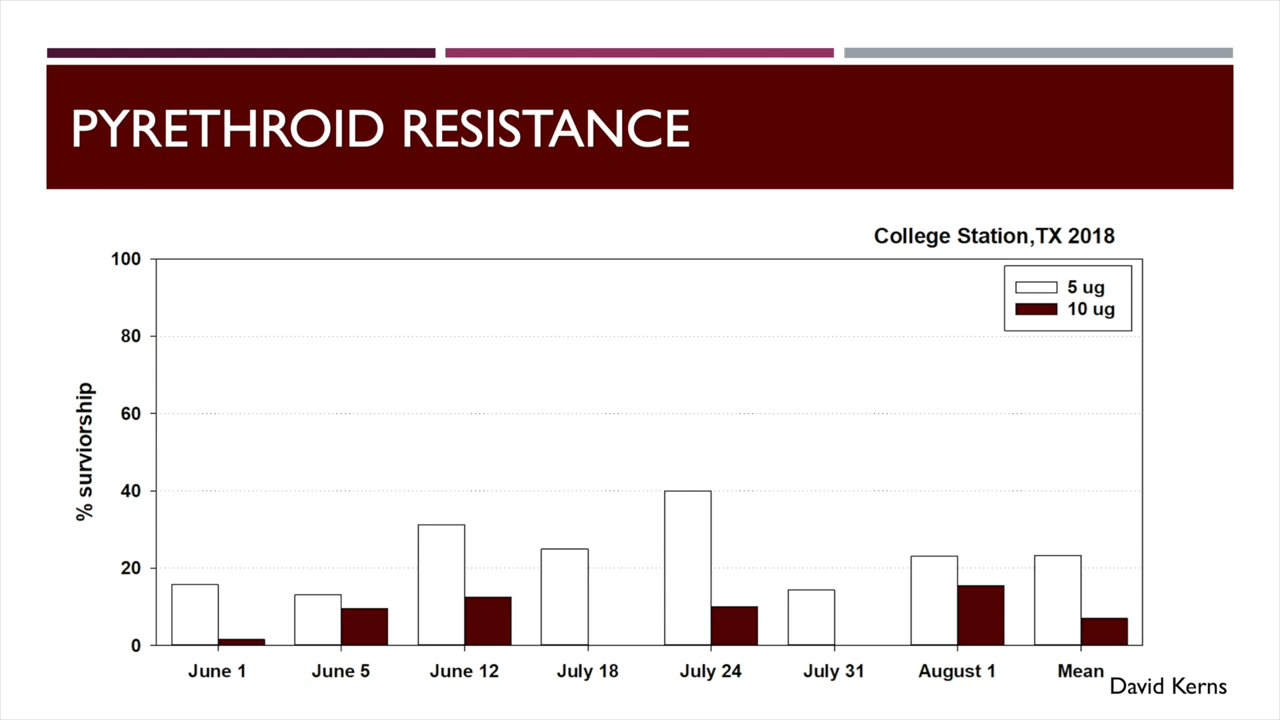 PYRETHROID RESISTANCE
College Station,TX 2018
100
80
60
40
20
0
% surviorship
5 ug
10 ug
June 1
June 5
June 12
July 18
July 24
July 31
August 1
Mean
David Kerns